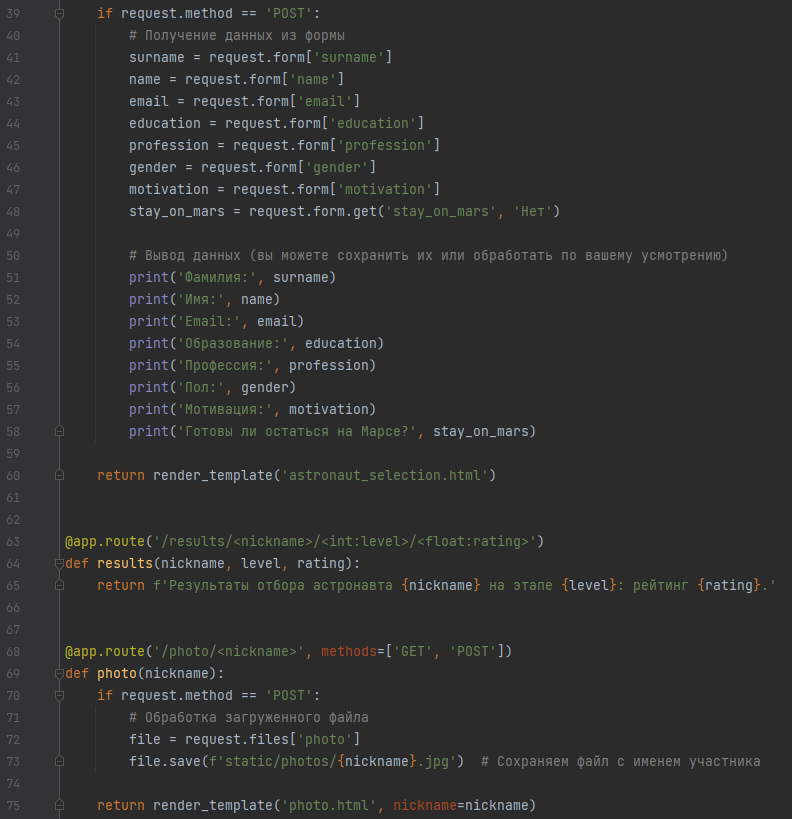 39 if request.method == 'POST':
40 # Получение данных из формы
41 surname = request.form['surname']
42 name = request.form['name']
43 email = request.form['email']
44 education = request.form['education']
45 profession = request.form['profession']
46 gender = request.form['gender']
47 motivation = request.form['motivation']
48 stay_on_mars = request.form.get('stay_on_mars', 'Нет')
49
50 # Вывод данных (вы можете сохранить их или обработать по вашему усмотрению)
51 print('Фамилия:', surname)
52 print('Имя:', name)
53 print('Email:', email)
54 print('Образование:', education)
55 print('Профессия:', profession)
56 print('Пол:', gender)
57 print('Мотивация:', motivation)
58 print('Готовы ли остаться на Марсе?', stay_on_mars)
59
60 return render_template('astronaut_selection.html')
61
62
63 @app.route('/results/<nickname>/<int:level>/<float:rating>')
64 def results(nickname, level, rating):
65 return f'Результаты отбора астронавта {nickname} на этапе {level}: рейтинг {rating}.'
66
67
68 @app.route('/photo/<nickname>', methods=['GET', 'POST'])
69 def photo(nickname):
70 if request.method == 'POST':
71 # Обработка загруженного файла
72 file = request.files['photo']
73 file.save(f'static/photos/{nickname}.jpg') # Сохраняем файл с именем участника
74
75 return render_template('photo.html', nickname=nickname)